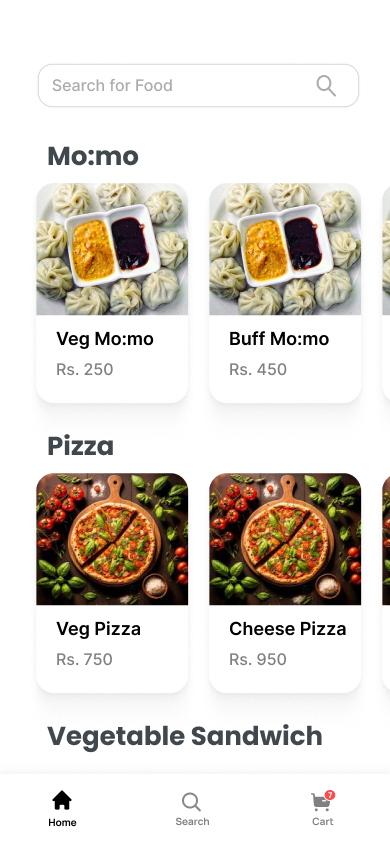 Search for Food
Mo:mo
Veg Mo:mo
Buff Mo:mo
Rs. 250
Rs. 450
Pizza
Veg Pizza
Cheese Pizza
Rs. 750
Rs. 950
Vegetable Sandwich
7
Home
Search
Cart